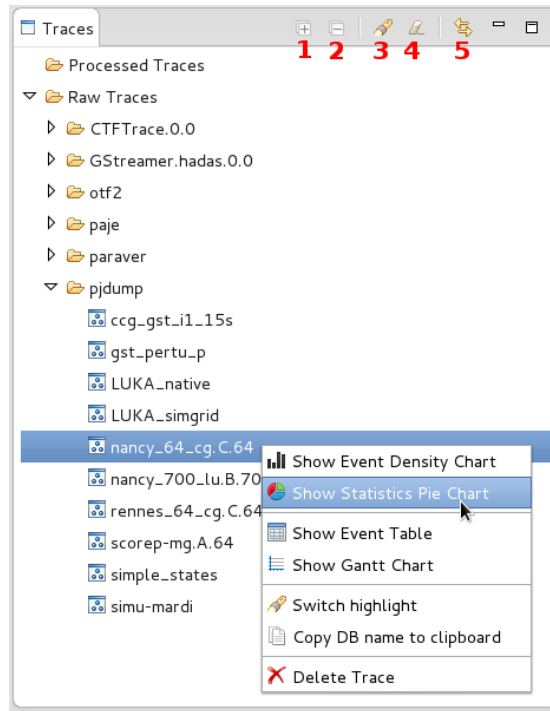 Traces
1 2 3 4 5
Processed Traces
Raw Traces
CTFTrace.0.0
GStreamer.hadas.0.0
otf2
paje
paraver
pjdump
ccg_gst_i1_15s
gst_pertu_p
LUKA_native
LUKA_simgrid
nancy_64_cg.C.64
nancy_700_lu.B.70
rennes_64_cg.C.64
scorep-mg.A.64
simple_states
simu-mardi
Show Event Density Chart
Show Statistics Pie Chart
Show Event Table
Show Gantt Chart
Switch highlight
Copy DB name to clipboard
Delete Trace